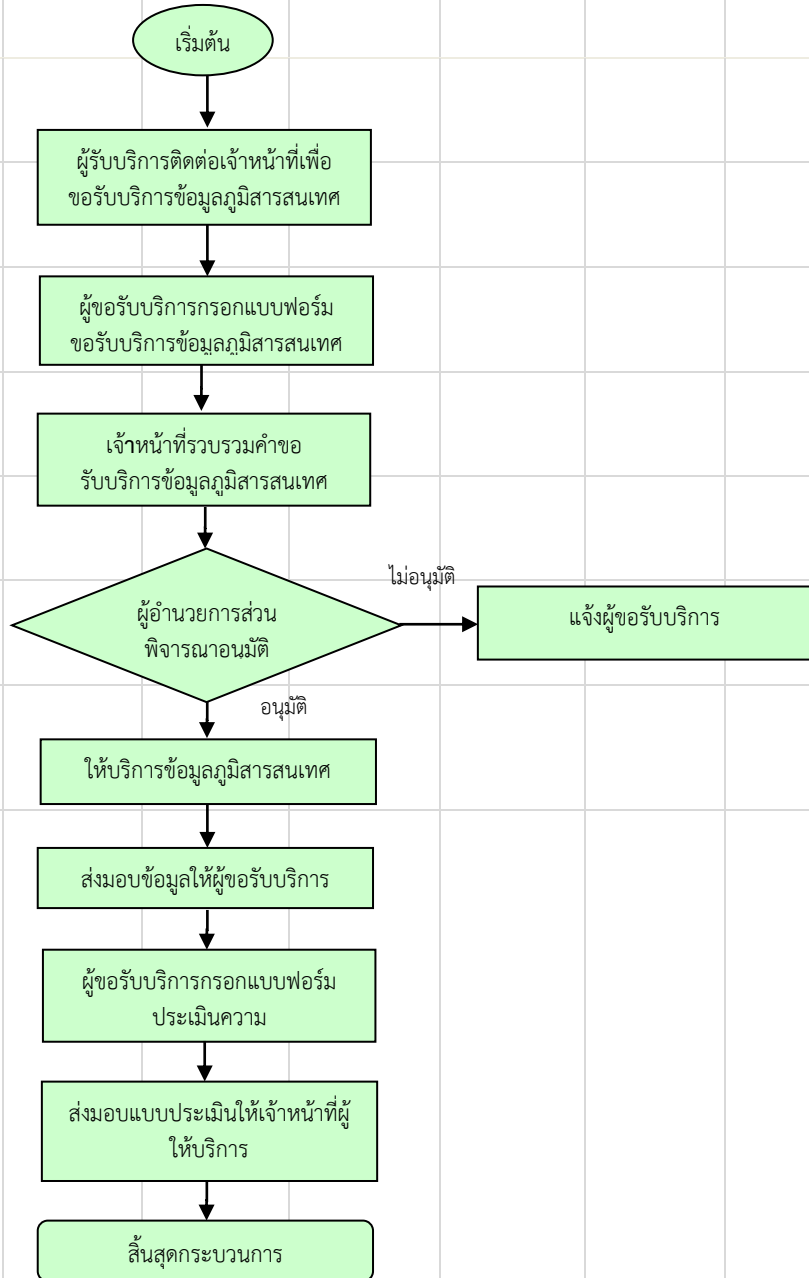 เริ่มต้น
ผู้รับบริการติดต่อเจ้าหน้าที่เพื่อ
ขอรับบริการข้อมูลภูมิสารสนเทศ
ผู้ขอรับบริการกรอกแบบฟอร์ม
ขอรับบริการข้อมูลภูมิสารสนเทศ
เจ้าหน้าที่รวบรวมคำขอ
รับบริการข้อมูลภูมิสารสนเทศ
ไม่อนุมัติ
ผู้อำนวยการส่วน
พิจารณาอนุมัติ
แจ้งผู้ขอรับบริการ
อนุมัติ
ให้บริการข้อมูลภูมิสารสนเทศ
ส่งมอบข้อมูลให้ผู้ขอรับบริการ
ผู้ขอรับบริการกรอกแบบฟอร์ม
ประเมินความ
ส่งมอบแบบประเมินให้เจ้าหน้าที่ผู้
ให้บริการ
สิ้นสุดกระบวนการ